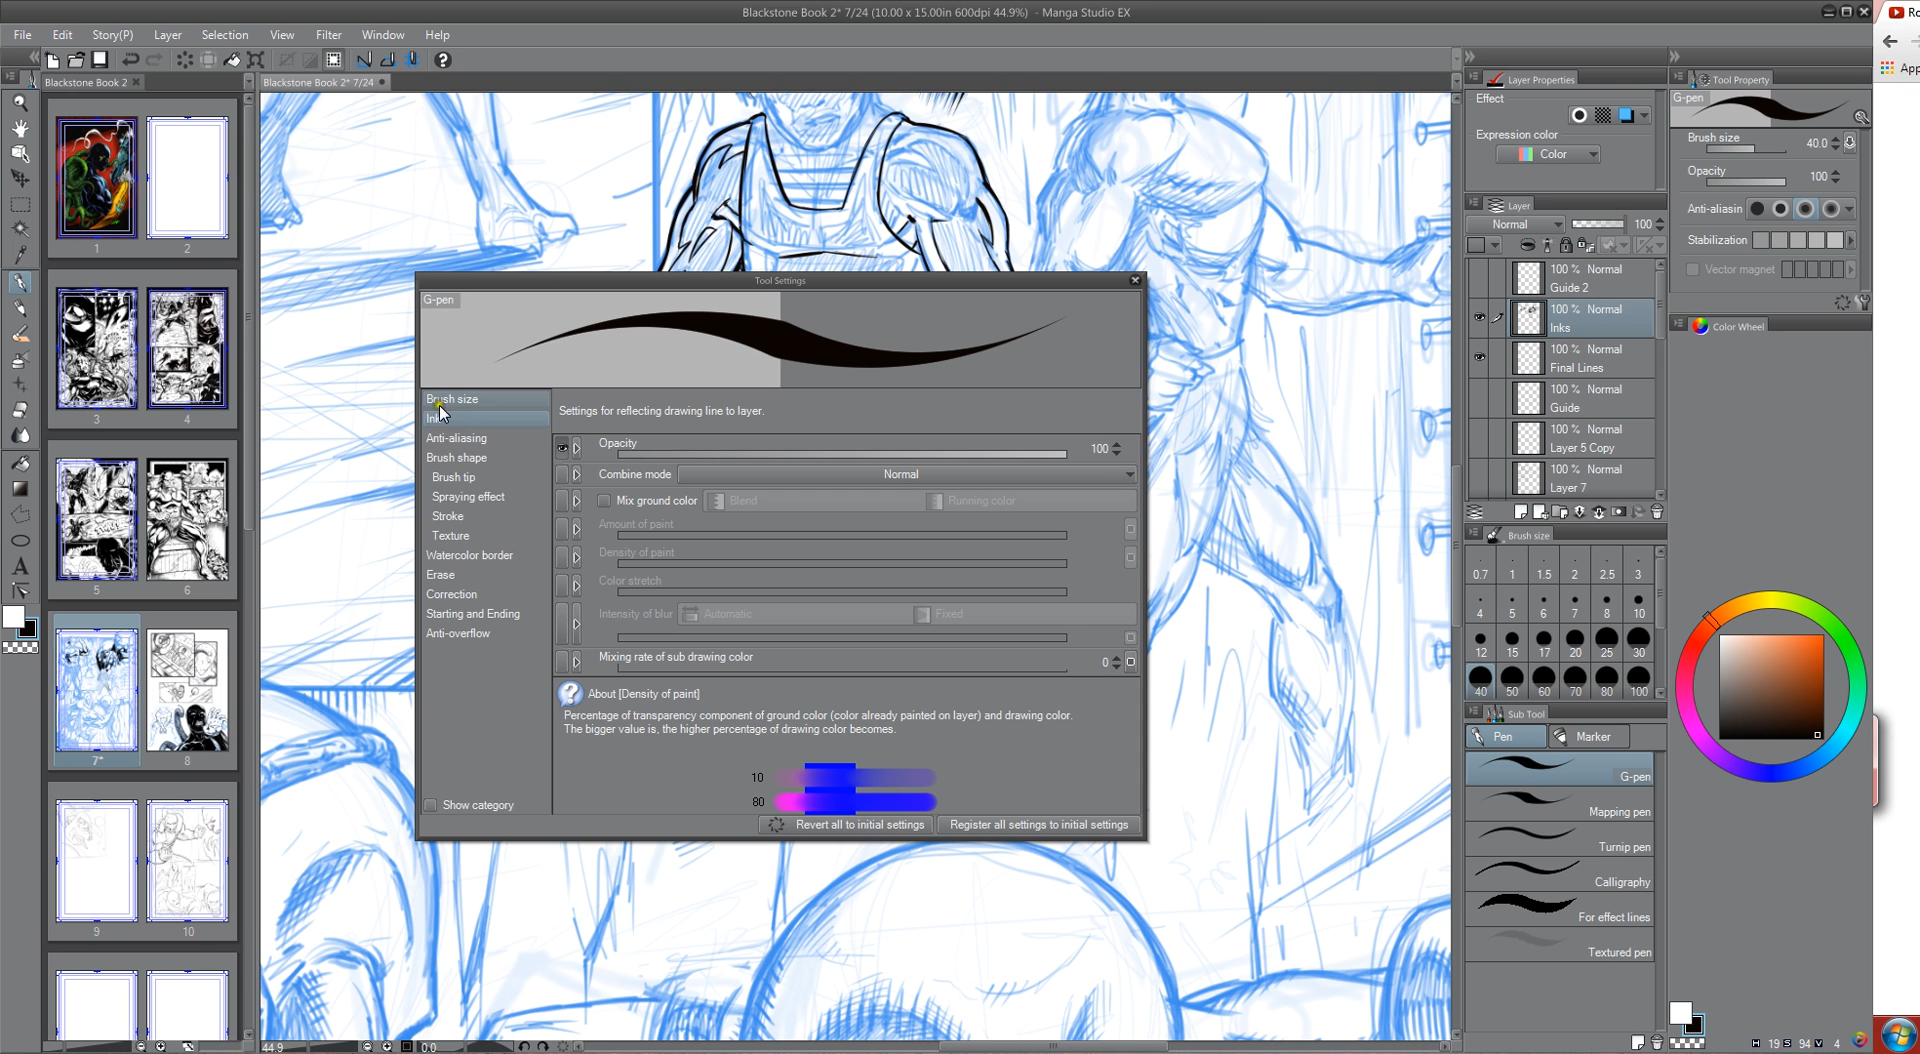 Blackstone Book 2* 7/24 (10.00 x 15.00in 600dpi 44.9%) - Manga Studio EX
File Edit Story(P) Layer Selection View Filter Window Help
Blackstone Book 2
Blackstone Book 2* 7/24
1 2
3 4
5 6
7* 8
9 10
44.9
0.0
Tool Settings
G-pen
Brush size
Ink
Anti-aliasing
Brush shape
Brush tip
Spraying effect
Stroke
Texture
Watercolor border
Erase
Correction
Starting and Ending
Anti-overflow
Show category
Settings for reflecting drawing line to layer.
Opacity 100
Combine mode Normal
Mix ground color Blend Running color
Amount of paint
Density of paint
Color stretch
Intensity of blur Automatic Fixed
Mixing rate of sub drawing color 0
About [Density of paint]
Percentage of transparency component of ground color (color already painted on layer) and drawing color.
The bigger value is, the higher percentage of drawing color becomes.
10
80
Revert all to initial settings Register all settings to initial settings
Layer Properties
Effect
Expression color
Color
Layer
Normal 100
100 % Normal
Guide 2
100 % Normal
Inks
100 % Normal
Final Lines
100 % Normal
Guide
100 % Normal
Layer 5 Copy
100 % Normal
Layer 7
Brush size
0.7 1 1.5 2 2.5 3
4 5 6 7 8 10
12 15 17 20 25 30
40 50 60 70 80 100
Sub Tool
Pen Marker
G-pen
Mapping pen
Turnip pen
Calligraphy
For effect lines
Textured pen
Tool Property
G-pen
Brush size 40.0
Opacity 100
Anti-aliasin
Stabilization
Vector magnet
Color Wheel
H 19 S 94 V 4
Ro
App